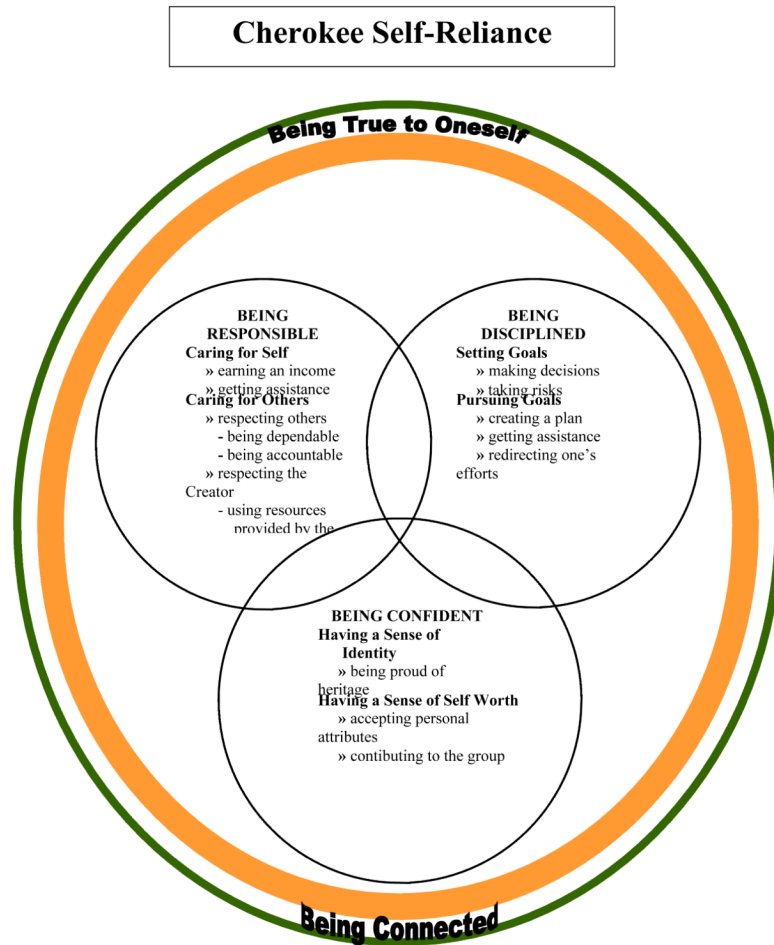 Cherokee Self-Reliance
Being True to Oneself
BEING
RESPONSIBLE
Caring for Self
» earning an income
» getting assistance
Caring for Others
» respecting others
- being dependable
- being accountable
» respecting the
Creator
- using resources
provided by the
BEING
DISCIPLINED
Setting Goals
» making decisions
» taking risks
Pursuing Goals
» creating a plan
» getting assistance
» redirecting one's
efforts
BEING CONFIDENT
Having a Sense of
Identity
» being proud of
heritage
Having a Sense of Self Worth
» accepting personal
attributes
» contibuting to the group
Being Connected